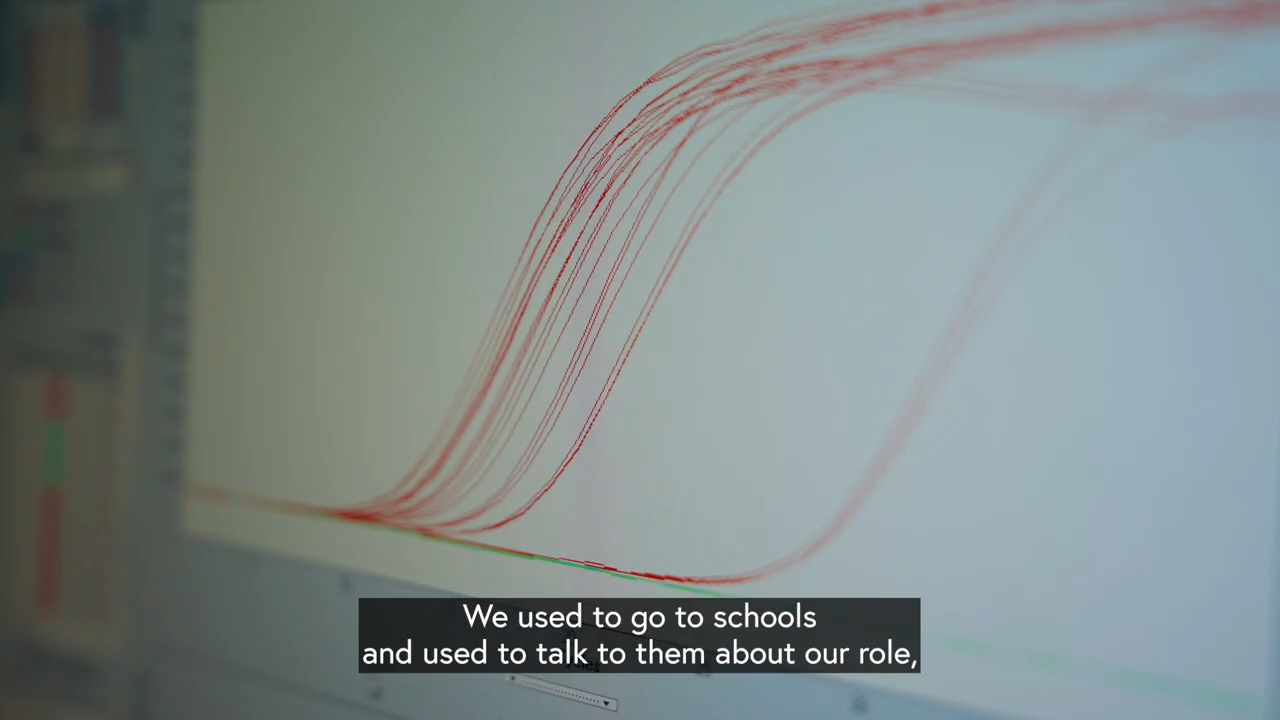 We used to go to schools
and used to talk to them about our role,